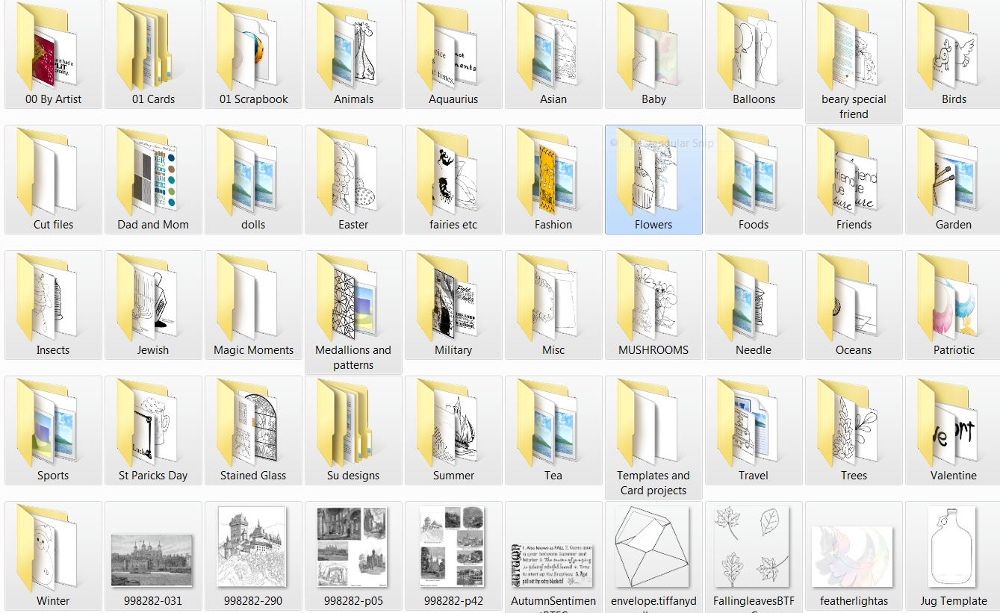 00 By Artist
01 Cards
01 Scrapbook
Animals
Aquaurius
Asian
Baby
Balloons
beary special
friend
Birds
Rectangular Snip
Cut files
Dad and Mom
dolls
Easter
fairies etc
Fashion
Flowers
Foods
Friends
Garden
Insects
Jewish
Magic Moments
Medallions and
patterns
Military
Misc
MUSHROOMS
Needle
Oceans
Patriotic
Sports
St Paricks Day
Stained Glass
Su designs
Summer
Tea
Templates and
Card projects
Travel
Trees
Valentine
Winter
998282-031
998282-290
998282-p05
998282-p42
AutumnSentimen
envelope.tiffanyd
FallingleavesBTF
featherlightas
Jug Template